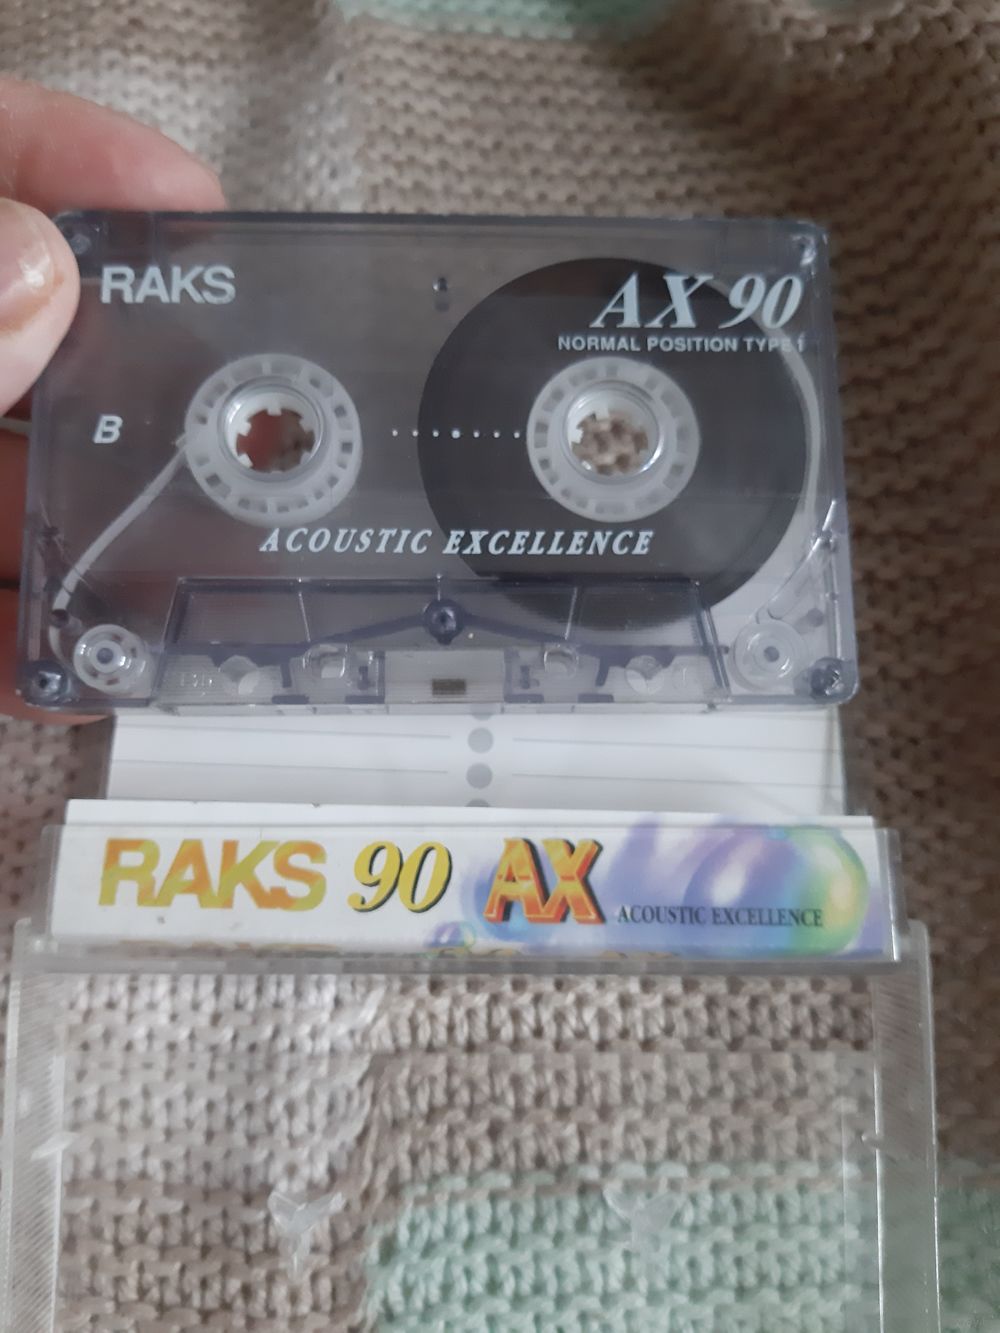 RAKS
AX 90
NORMAL POSITION TYPE I
B
ACOUSTIC EXCELLENCE
RAKS 90 AX ACOUSTIC EXCELLENCE